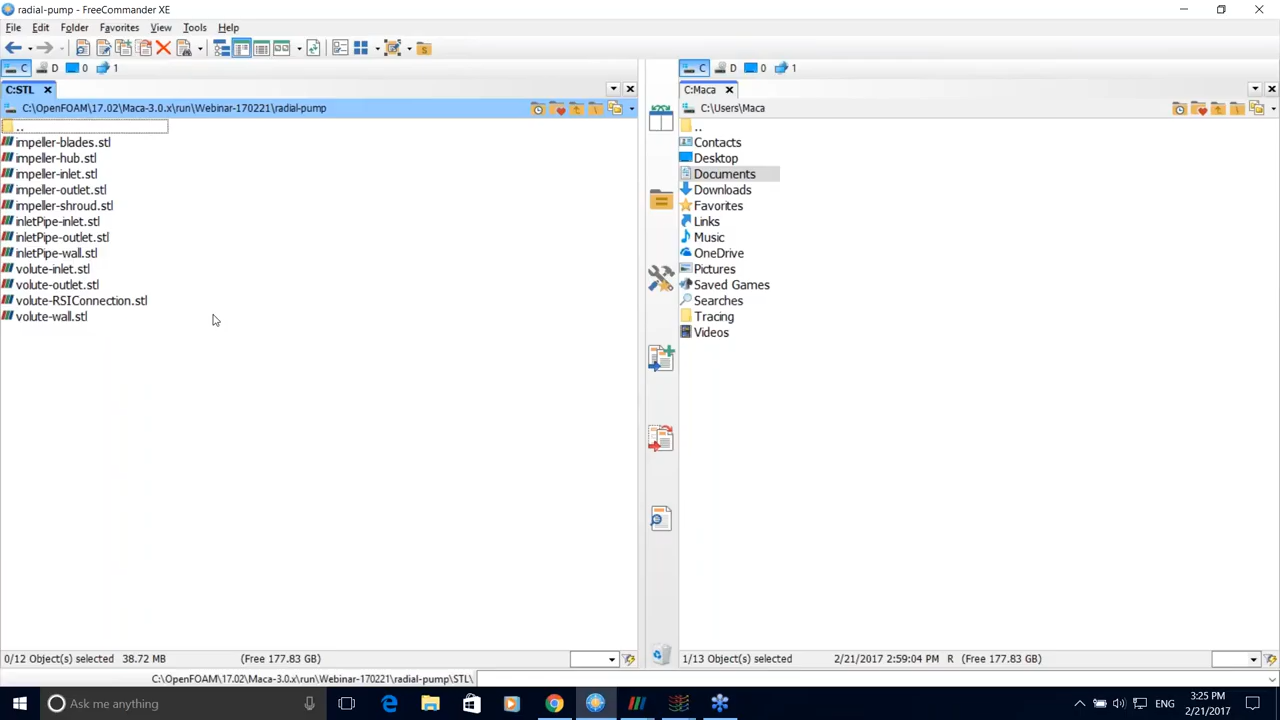 radial-pump - FreeCommander XE
File Edit Folder Favorites View Tools Help
C D 0 1
C D 0 1
C:STL
C:Maca
C:\OpenFOAM\17.02\Maca-3.0.x\run\Webinar-170221\radial-pump
C:\Users\Maca
..
impeller-blades.stl
impeller-hub.stl
impeller-inlet.stl
impeller-outlet.stl
impeller-shroud.stl
inletPipe-inlet.stl
inletPipe-outlet.stl
inletPipe-wall.stl
volute-inlet.stl
volute-outlet.stl
volute-RSIConnection.stl
volute-wall.stl
..
Contacts
Desktop
Documents
Downloads
Favorites
Links
Music
OneDrive
Pictures
Saved Games
Searches
Tracing
Videos
0/12 Object(s) selected 38.72 MB (Free 177.83 GB)
1/13 Object(s) selected 2/21/2017 2:59:04 PM R (Free 177.83 GB)
C:\OpenFOAM\17.02\Maca-3.0.x\run\Webinar-170221\radial-pump\STL\
Ask me anything
ENG
3:25 PM
2/21/2017